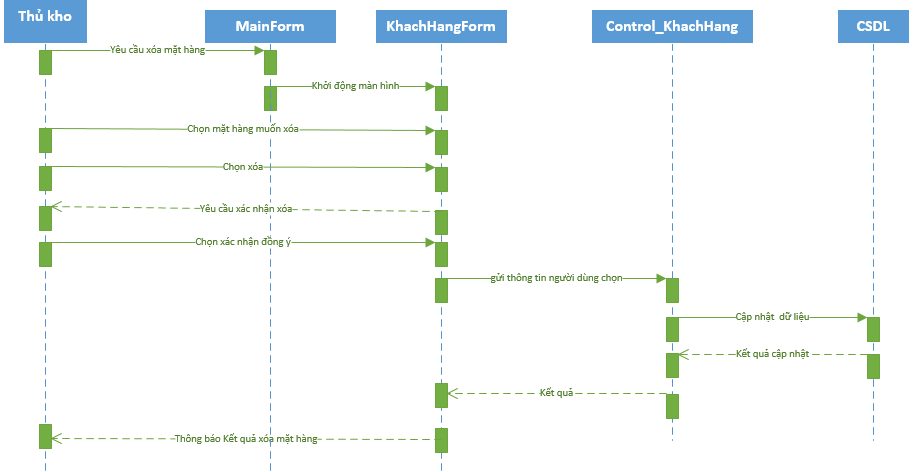 Thủ kho
MainForm
KhachHangForm
Control_KhachHang
CSDL
Yêu cầu xóa mặt hàng
Khởi động màn hình
Chọn mặt hàng muốn xóa
Chọn xóa
Yêu cầu xác nhận xóa
Chọn xác nhận đồng ý
gửi thông tin người dùng chọn
Cập nhật dữ liệu
Kết quả cập nhật
Kết quả
Thông báo Kết quả xóa mặt hàng